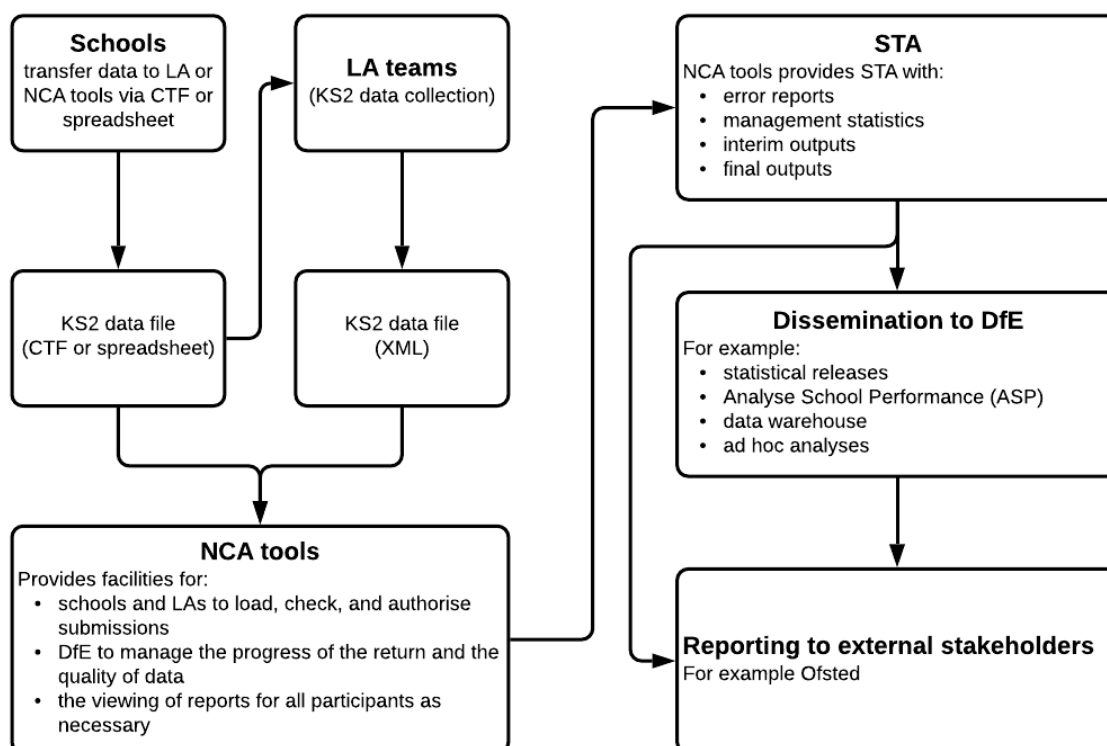 Schools
transfer data to LA or
NCA tools via CTF or
spreadsheet
LA teams
(KS2 data collection)
KS2 data file
(CTF or spreadsheet)
KS2 data file
(XML)
NCA tools
Provides facilities for:
• schools and LAs to load, check, and authorise
submissions
• DfE to manage the progress of the return and the
quality of data
• the viewing of reports for all participants as
necessary
STA
NCA tools provides STA with:
• error reports
• management statistics
• interim outputs
• final outputs
Dissemination to DfE
For example:
• statistical releases
• Analyse School Performance (ASP)
• data warehouse
• ad hoc analyses
Reporting to external stakeholders
For example Ofsted